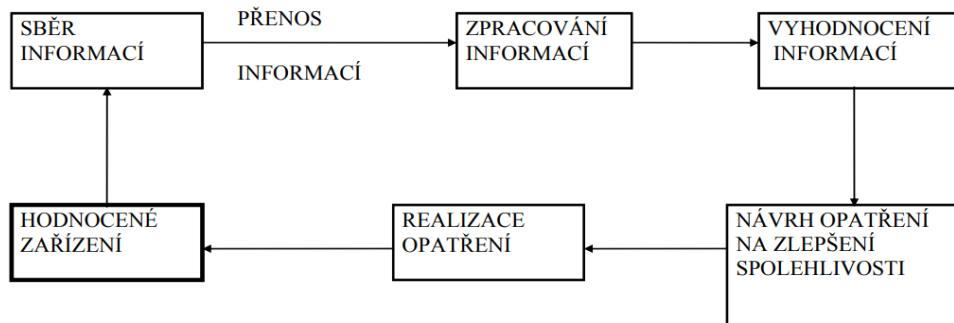 SBĚR
INFORMACÍ
PŘENOS
INFORMACÍ
ZPRACOVÁNÍ
INFORMACÍ
VYHODNOCENÍ
INFORMACÍ
HODNOCENÉ
ZAŘÍZENÍ
REALIZACE
OPATŘENÍ
NÁVRH OPATŘENÍ
NA ZLEPŠENÍ
SPOLEHLIVOSTI